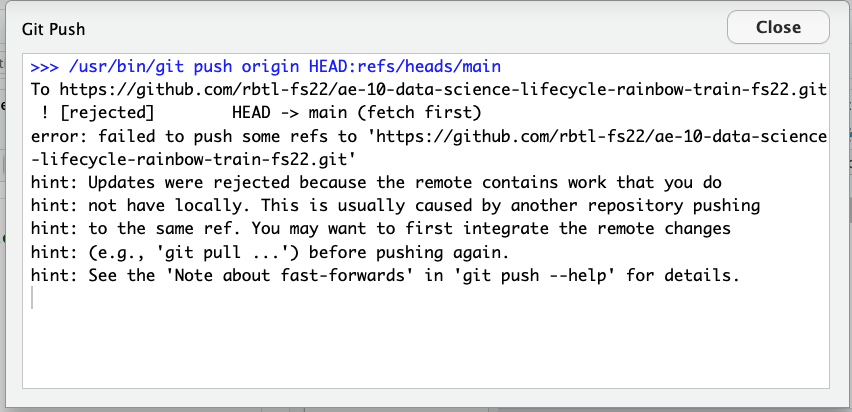 Git Push
Close
>>> /usr/bin/git push origin HEAD:refs/heads/main
To https://github.com/rbtl-fs22/ae-10-data-science-lifecycle-rainbow-train-fs22.git
 ! [rejected]        HEAD -> main (fetch first)
error: failed to push some refs to 'https://github.com/rbtl-fs22/ae-10-data-science
-lifecycle-rainbow-train-fs22.git'
hint: Updates were rejected because the remote contains work that you do
hint: not have locally. This is usually caused by another repository pushing
hint: to the same ref. You may want to first integrate the remote changes
hint: (e.g., 'git pull ...') before pushing again.
hint: See the 'Note about fast-forwards' in 'git push --help' for details.